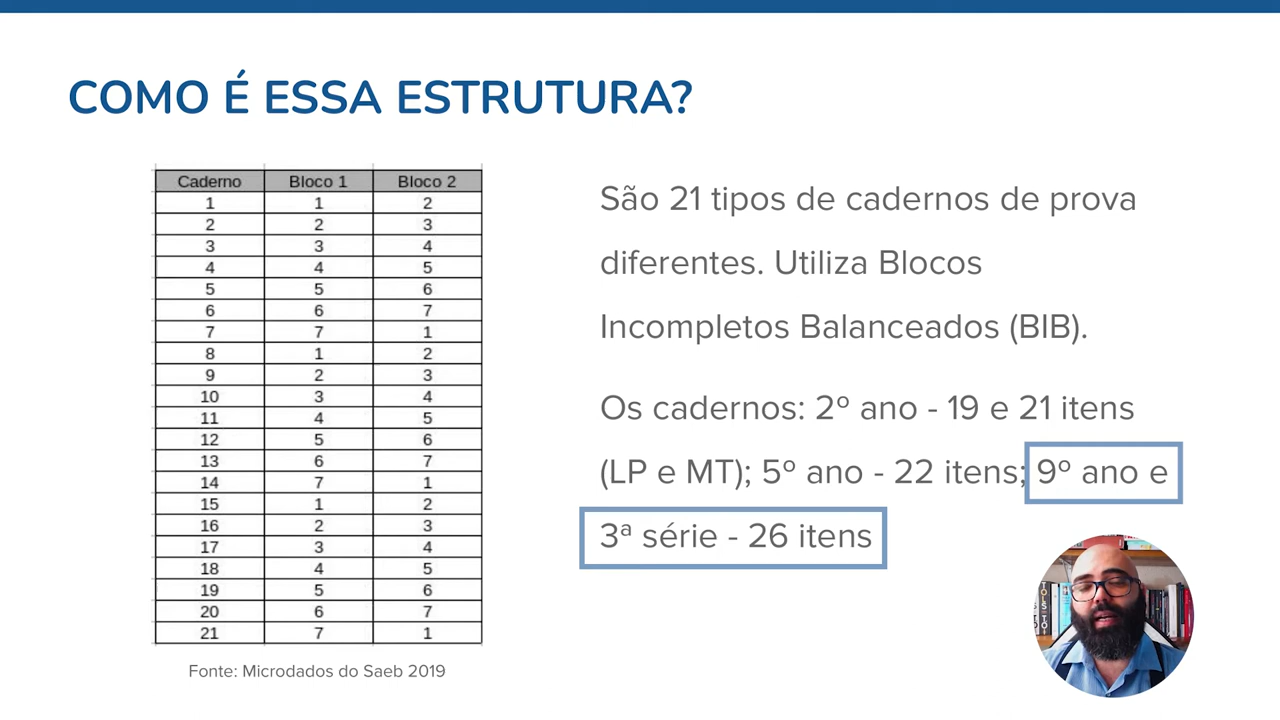 COMO É ESSA ESTRUTURA?
Caderno Bloco 1 Bloco 2
1 1 2
2 2 3
3 3 4
4 4 5
5 5 6
6 6 7
7 7 1
8 1 2
9 2 3
10 3 4
11 4 5
12 5 6
13 6 7
14 7 1
15 1 2
16 2 3
17 3 4
18 4 5
19 5 6
20 6 7
21 7 1
Fonte: Microdados do Saeb 2019
São 21 tipos de cadernos de prova
diferentes. Utiliza Blocos
Incompletos Balanceados (BIB).
Os cadernos: 2º ano - 19 e 21 itens
(LP e MT); 5º ano - 22 itens; 9º ano e
3ª série - 26 itens